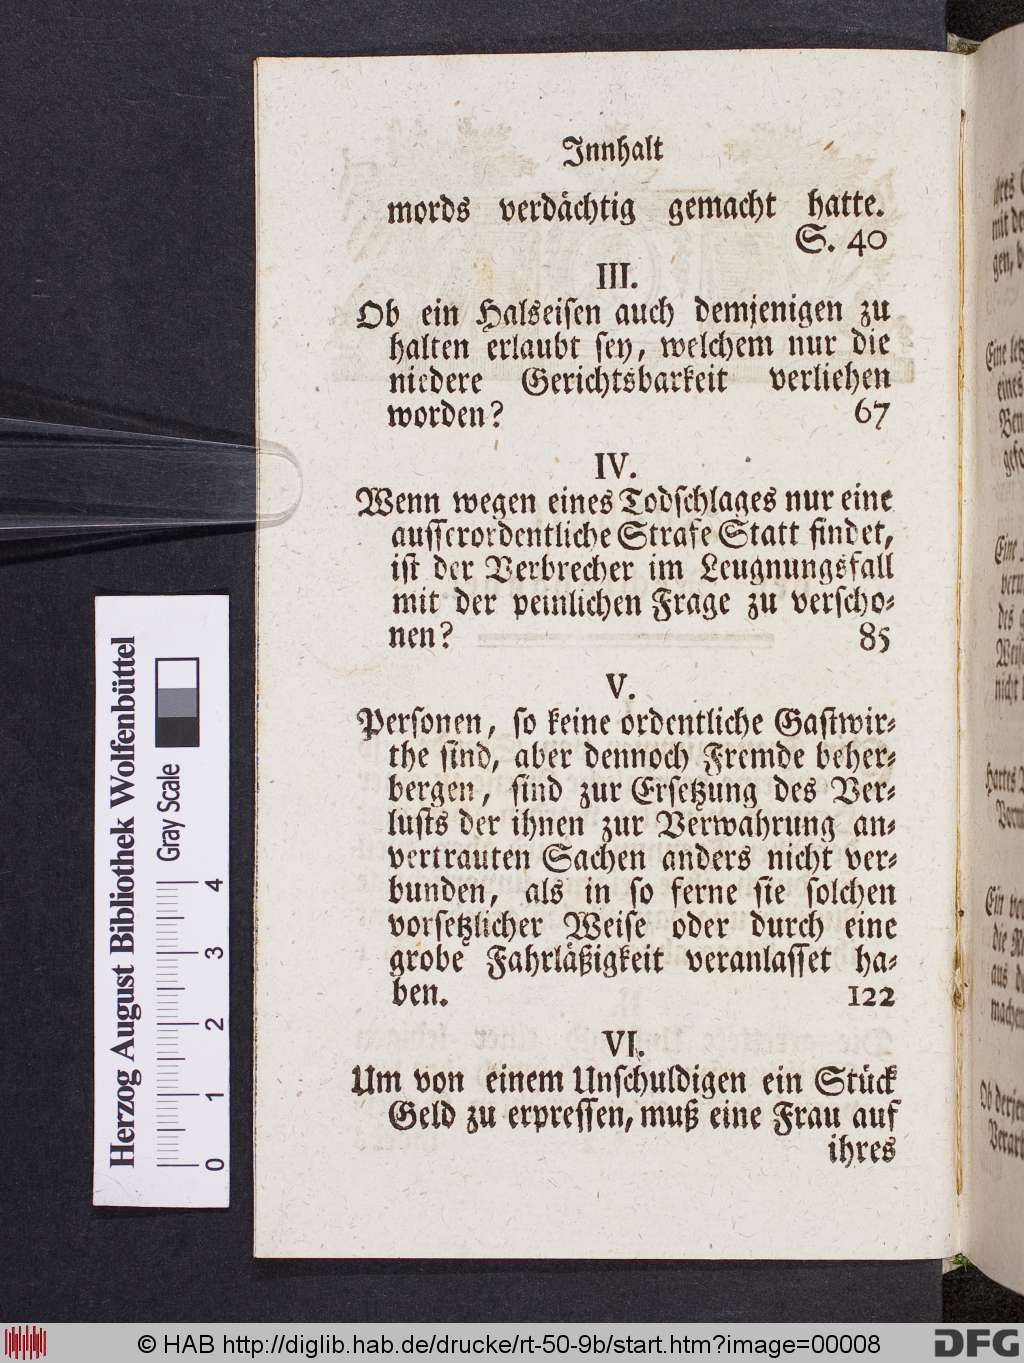 Innhalt
mords verdächtig gemacht hatte.
S. 40
III.
Ob ein Halseisen auch demjenigen zu
halten erlaubt sey, welchem nur die
niedere Gerichtsbarkeit verliehen
worden? 67
IV.
Wenn wegen eines Todschlages nur eine
ausserordentliche Strafe Statt findet,
ist der Verbrecher im Leugnungsfall
mit der peinlichen Frage zu verscho-
nen? 85
V.
Personen, so keine ordentliche Gastwir-
the sind, aber dennoch Fremde beher-
bergen, sind zur Ersetzung des Ver-
lusts der ihnen zur Verwahrung an-
vertrauten Sachen anders nicht ver-
bunden, als in so ferne sie solchen
vorsetzlicher Weise oder durch eine
grobe Fahrläßigkeit veranlasset ha-
ben. 122
VI.
Um von einem Unschuldigen ein Stück
Geld zu erpressen, muß eine Frau auf
ihres
Herzog August Bibliothek Wolfenbüttel
Gray Scale
0 1 2 3 4
© HAB http://diglib.hab.de/drucke/rt-50-9b/start.htm?image=00008
DFG